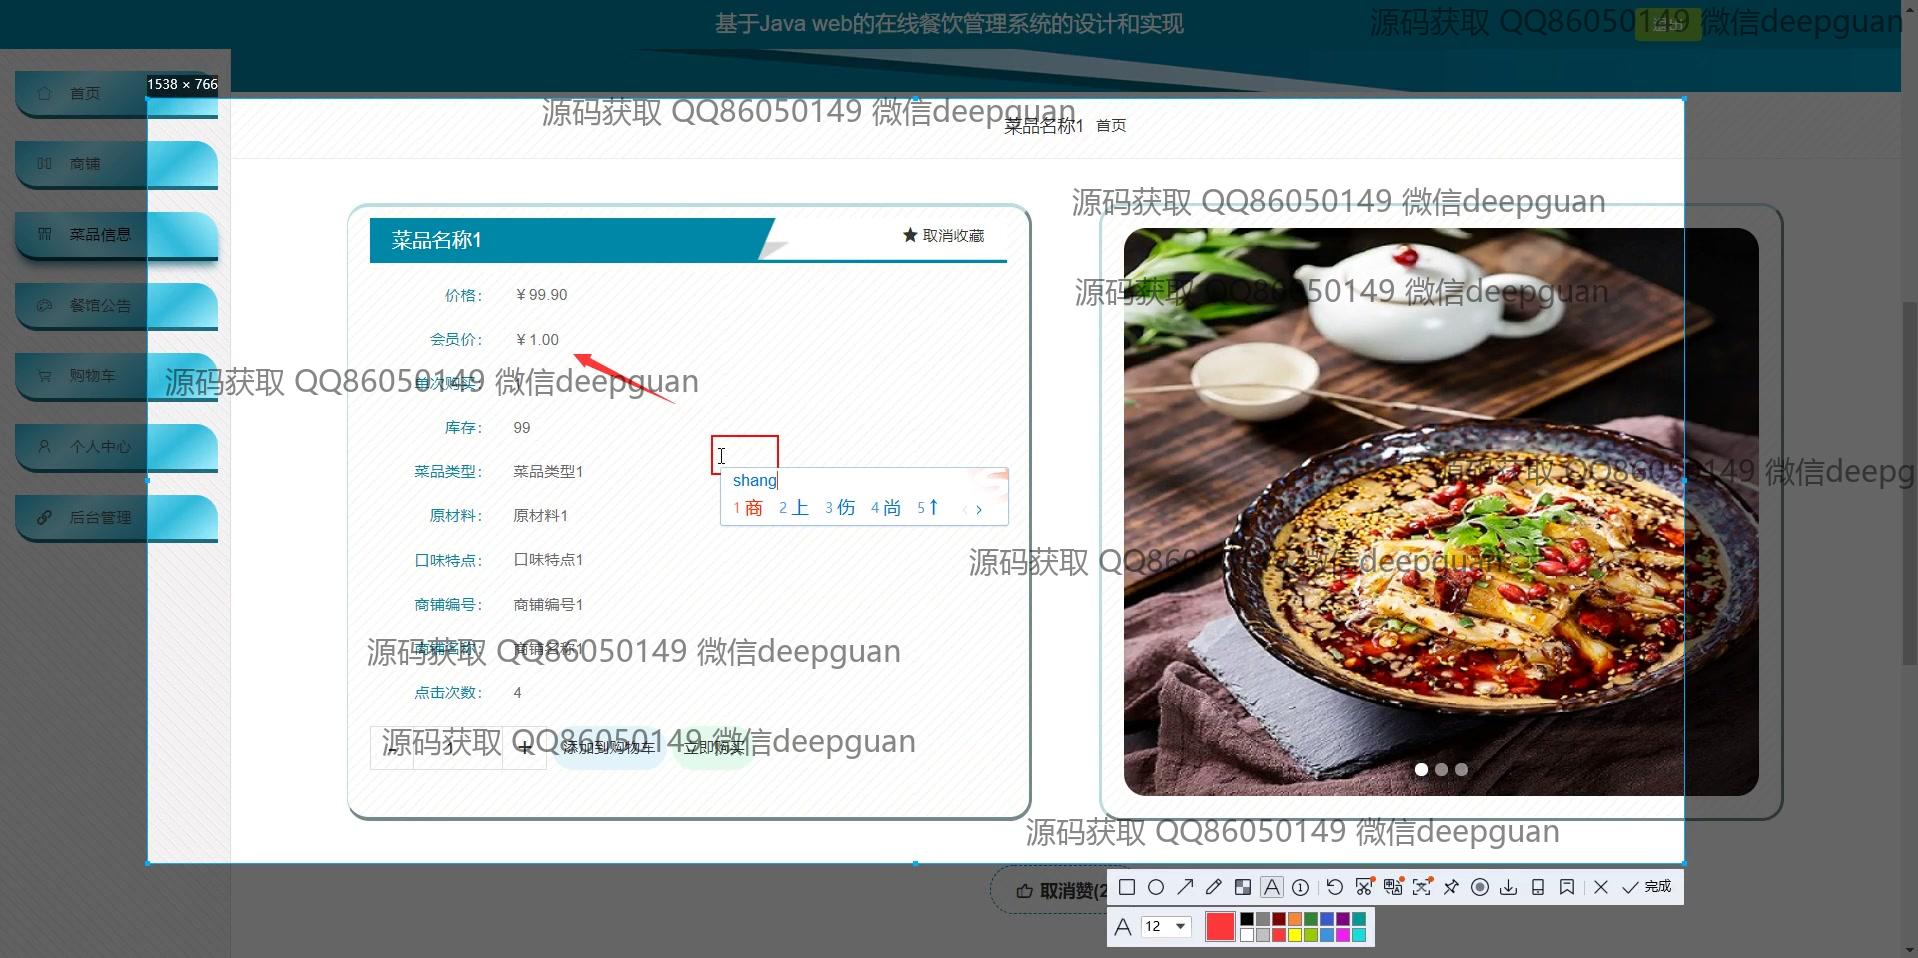 基于Java web的在线餐饮管理系统的设计和实现
源码获取 QQ86050149 微信deepguan
退出
1538 × 766
首页
源码获取 QQ86050149 微信deepguan
菜品名称1 首页
商铺
源码获取 QQ86050149 微信deepguan
菜品信息
菜品名称1
取消收藏
价格： ￥99.90
源码获取 QQ86050149 微信deepguan
餐馆公告
会员价： ￥1.00
购物车
源码获取 QQ86050149 微信deepguan
单次购买：
库存： 99
个人中心
菜品类型： 菜品类型1
源码获取 QQ86050149 微信deepg
shang
1 商 2 上 3 伤 4 尚 5 ↑
后台管理
原材料： 原材料1
口味特点： 口味特点1
源码获取 QQ86050149 微信deepguan
商铺编号： 商铺编号1
商铺名称： 商铺名称1
源码获取 QQ86050149 微信deepguan
点击次数： 4
源码获取 QQ86050149 微信deepguan
- 1 + 添加到购物车 立即购买
源码获取 QQ86050149 微信deepguan
取消赞(2
完成
A 12